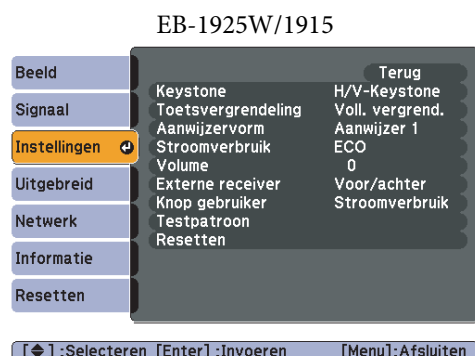 EB-1925W/1915
Beeld
Signaal
Instellingen
Uitgebreid
Netwerk
Informatie
Resetten
Terug
Keystone H/V-Keystone
Toetsvergrendeling Voll. vergrend.
Aanwijzervorm Aanwijzer 1
Stroomverbruik ECO
Volume 0
Externe receiver Voor/achter
Knop gebruiker Stroomverbruik
Testpatroon
Resetten
[ ] :Selecteren [Enter] :Invoeren [Menu]:Afsluiten